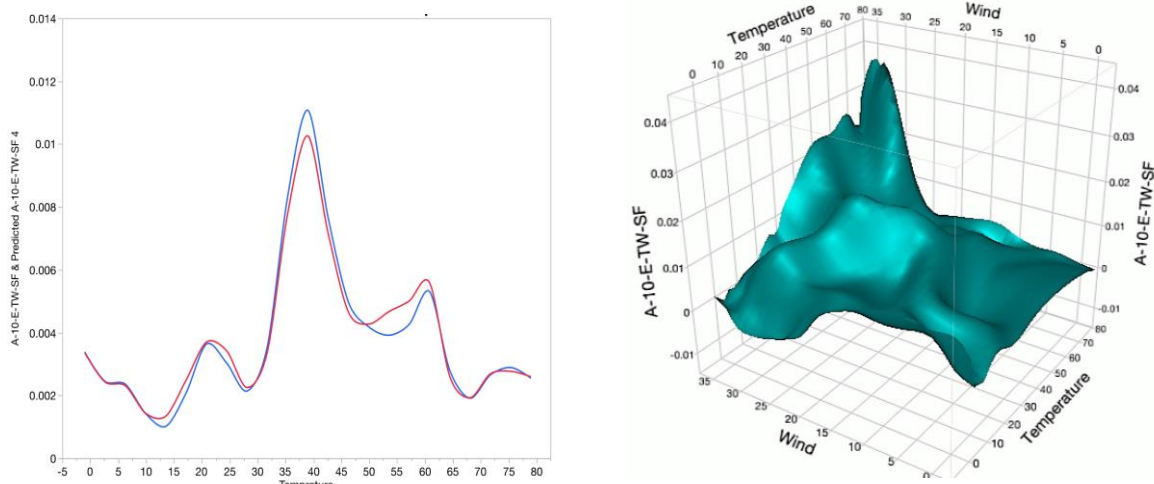 0.014
0.012
0.01
0.008
0.006
0.004
0.002
0
A-10-E-TW-SF & Predicted A-10-E-TW-SF 4
-5 0 5 10 15 20 25 30 35 40 45 50 55 60 65 70 75 80
Temperature
Temperature
0 10 20 30 40 50 60 70 80
Wind
35 30 25 20 15 10 5 0
A-10-E-TW-SF
0.04
0.03
0.02
0.01
0
-0.01
0.04
0.03
0.02
0.01
0
-0.01
A-10-E-TW-SF
35 30 25 20 15 10 5 0
Wind
0 10 20 30 40 50 60 70 80
Temperature